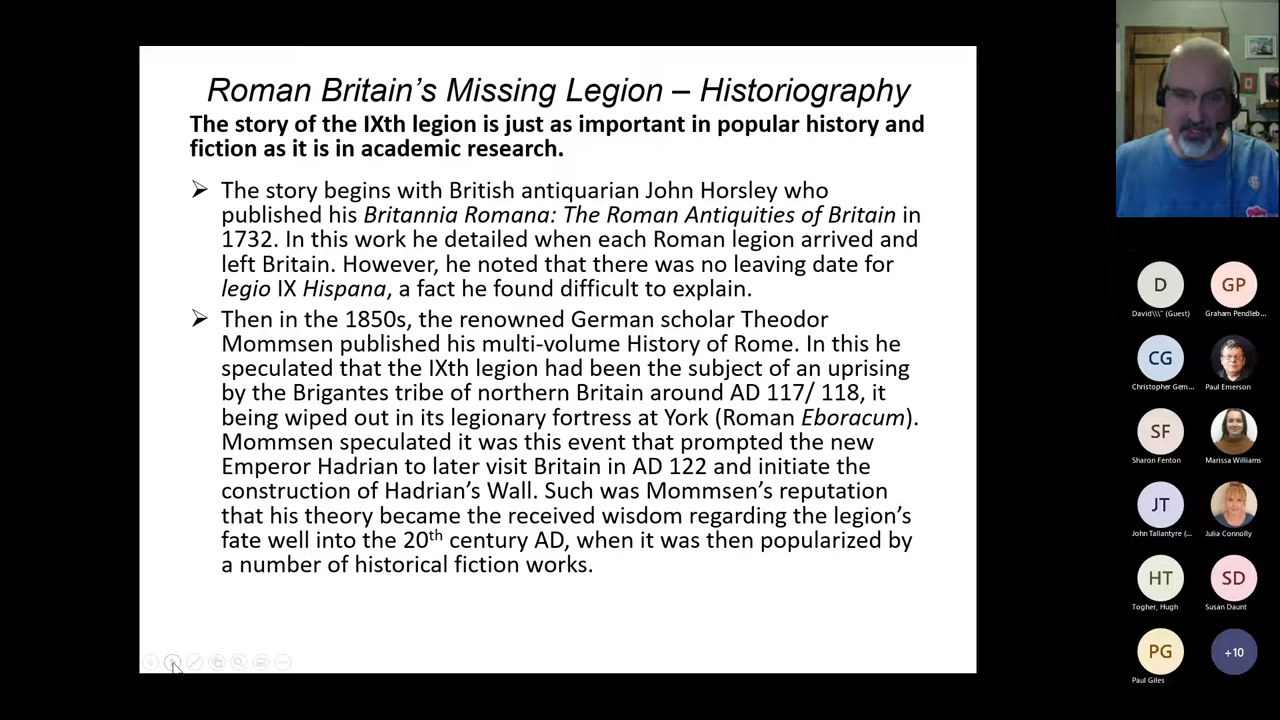 Roman Britain's Missing Legion – Historiography
The story of the IXth legion is just as important in popular history and
fiction as it is in academic research.
➢ The story begins with British antiquarian John Horsley who
published his Britannia Romana: The Roman Antiquities of Britain in
1732. In this work he detailed when each Roman legion arrived and
left Britain. However, he noted that there was no leaving date for
legio IX Hispana, a fact he found difficult to explain.
➢ Then in the 1850s, the renowned German scholar Theodor
Mommsen published his multi-volume History of Rome. In this he
speculated that the IXth legion had been the subject of an uprising
by the Brigantes tribe of northern Britain around AD 117/ 118, it
being wiped out in its legionary fortress at York (Roman Eboracum).
Mommsen speculated it was this event that prompted the new
Emperor Hadrian to later visit Britain in AD 122 and initiate the
construction of Hadrian's Wall. Such was Mommsen's reputation
that his theory became the received wisdom regarding the legion's
fate well into the 20th century AD, when it was then popularized by
a number of historical fiction works.
D GP
David\\\" (Guest) Graham Pendleb...
CG
Christopher Gem... Paul Emerson
SF
Sharon Fenton Marissa Williams
JT
John Tallantyre (... Julia Connolly
HT SD
Togher, Hugh Susan Daunt
PG +10
Paul Giles